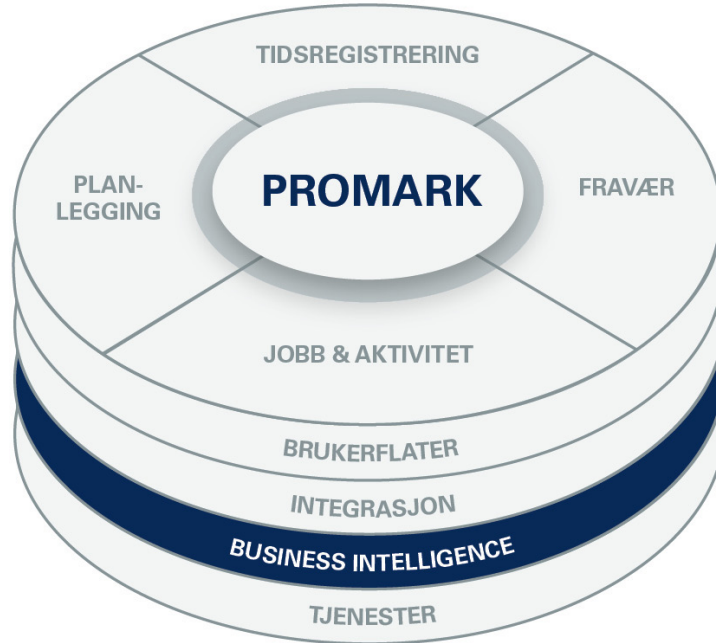 TIDSREGISTRERING
PLAN-
LEGGING
PROMARK
FRAVÆR
JOBB & AKTIVITET
BRUKERFLATER
INTEGRASJON
BUSINESS INTELLIGENCE
TJENESTER